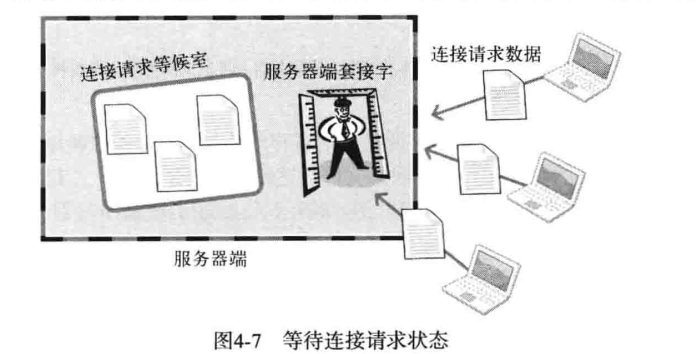 连接请求等候室
服务器端套接字
连接请求数据
服务器端
图4-7 等待连接请求状态